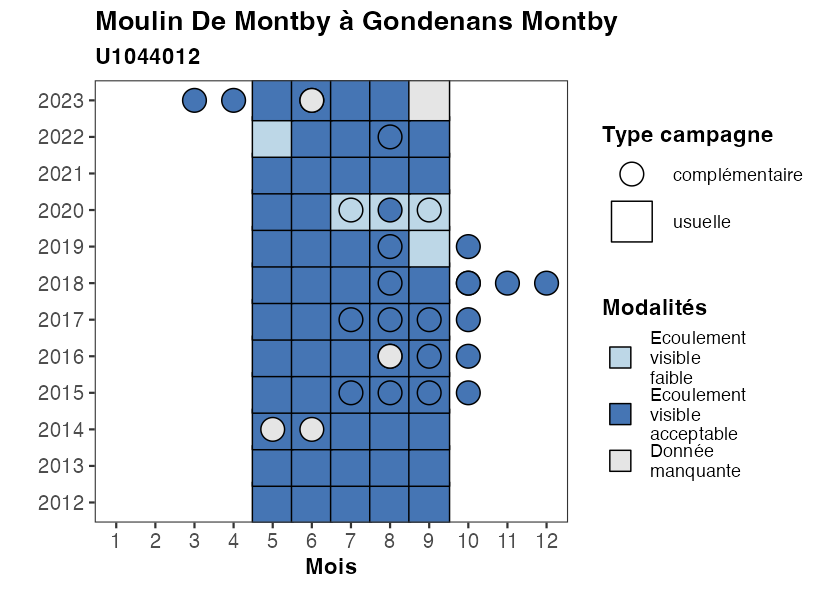 Moulin De Montby à Gondenans Montby
U1044012
2023
2022
2021
2020
2019
2018
2017
2016
2015
2014
2013
2012
1 2 3 4 5 6 7 8 9 10 11 12
Mois
Type campagne
complémentaire
usuelle
Modalités
Ecoulement
visible
faible
Ecoulement
visible
acceptable
Donnée
manquante